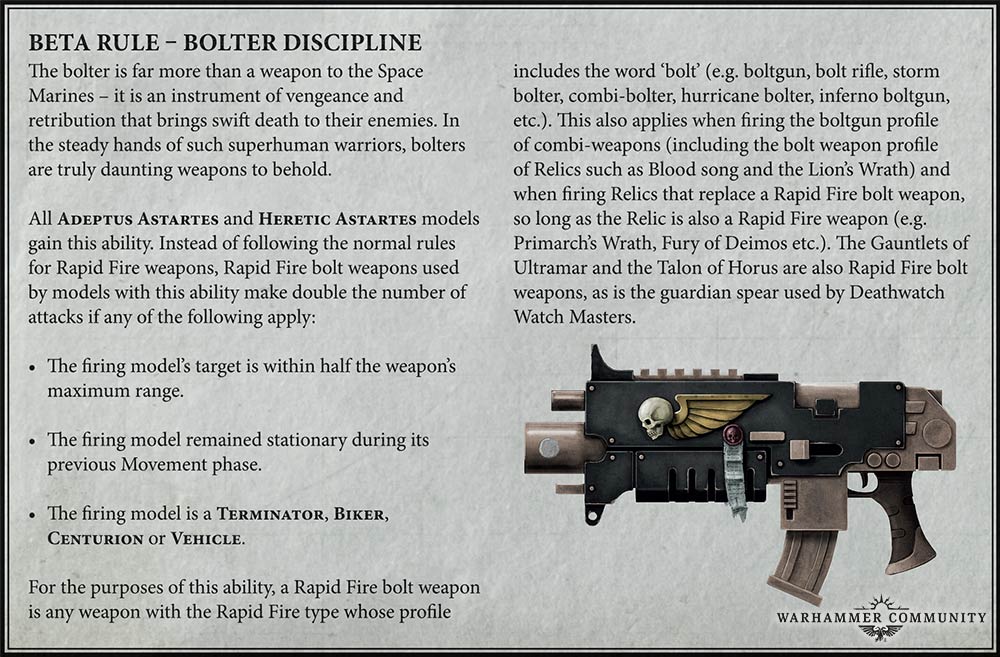 BETA RULE – BOLTER DISCIPLINE
The bolter is far more than a weapon to the Space
Marines – it is an instrument of vengeance and
retribution that brings swift death to their enemies. In
the steady hands of such superhuman warriors, bolters
are truly daunting weapons to behold.
All Adeptus Astartes and Heretic Astartes models
gain this ability. Instead of following the normal rules
for Rapid Fire weapons, Rapid Fire bolt weapons used
by models with this ability make double the number of
attacks if any of the following apply:
• The firing model's target is within half the weapon's
maximum range.
• The firing model remained stationary during its
previous Movement phase.
• The firing model is a Terminator, Biker,
Centurion or Vehicle.
For the purposes of this ability, a Rapid Fire bolt weapon
is any weapon with the Rapid Fire type whose profile
includes the word 'bolt' (e.g. boltgun, bolt rifle, storm
bolter, combi-bolter, hurricane bolter, inferno boltgun,
etc.). This also applies when firing the boltgun profile
of combi-weapons (including the bolt weapon profile
of Relics such as Blood song and the Lion's Wrath) and
when firing Relics that replace a Rapid Fire bolt weapon,
so long as the Relic is also a Rapid Fire weapon (e.g.
Primarch's Wrath, Fury of Deimos etc.). The Gauntlets of
Ultramar and the Talon of Horus are also Rapid Fire bolt
weapons, as is the guardian spear used by Deathwatch
Watch Masters.
WARHAMMER COMMUNITY